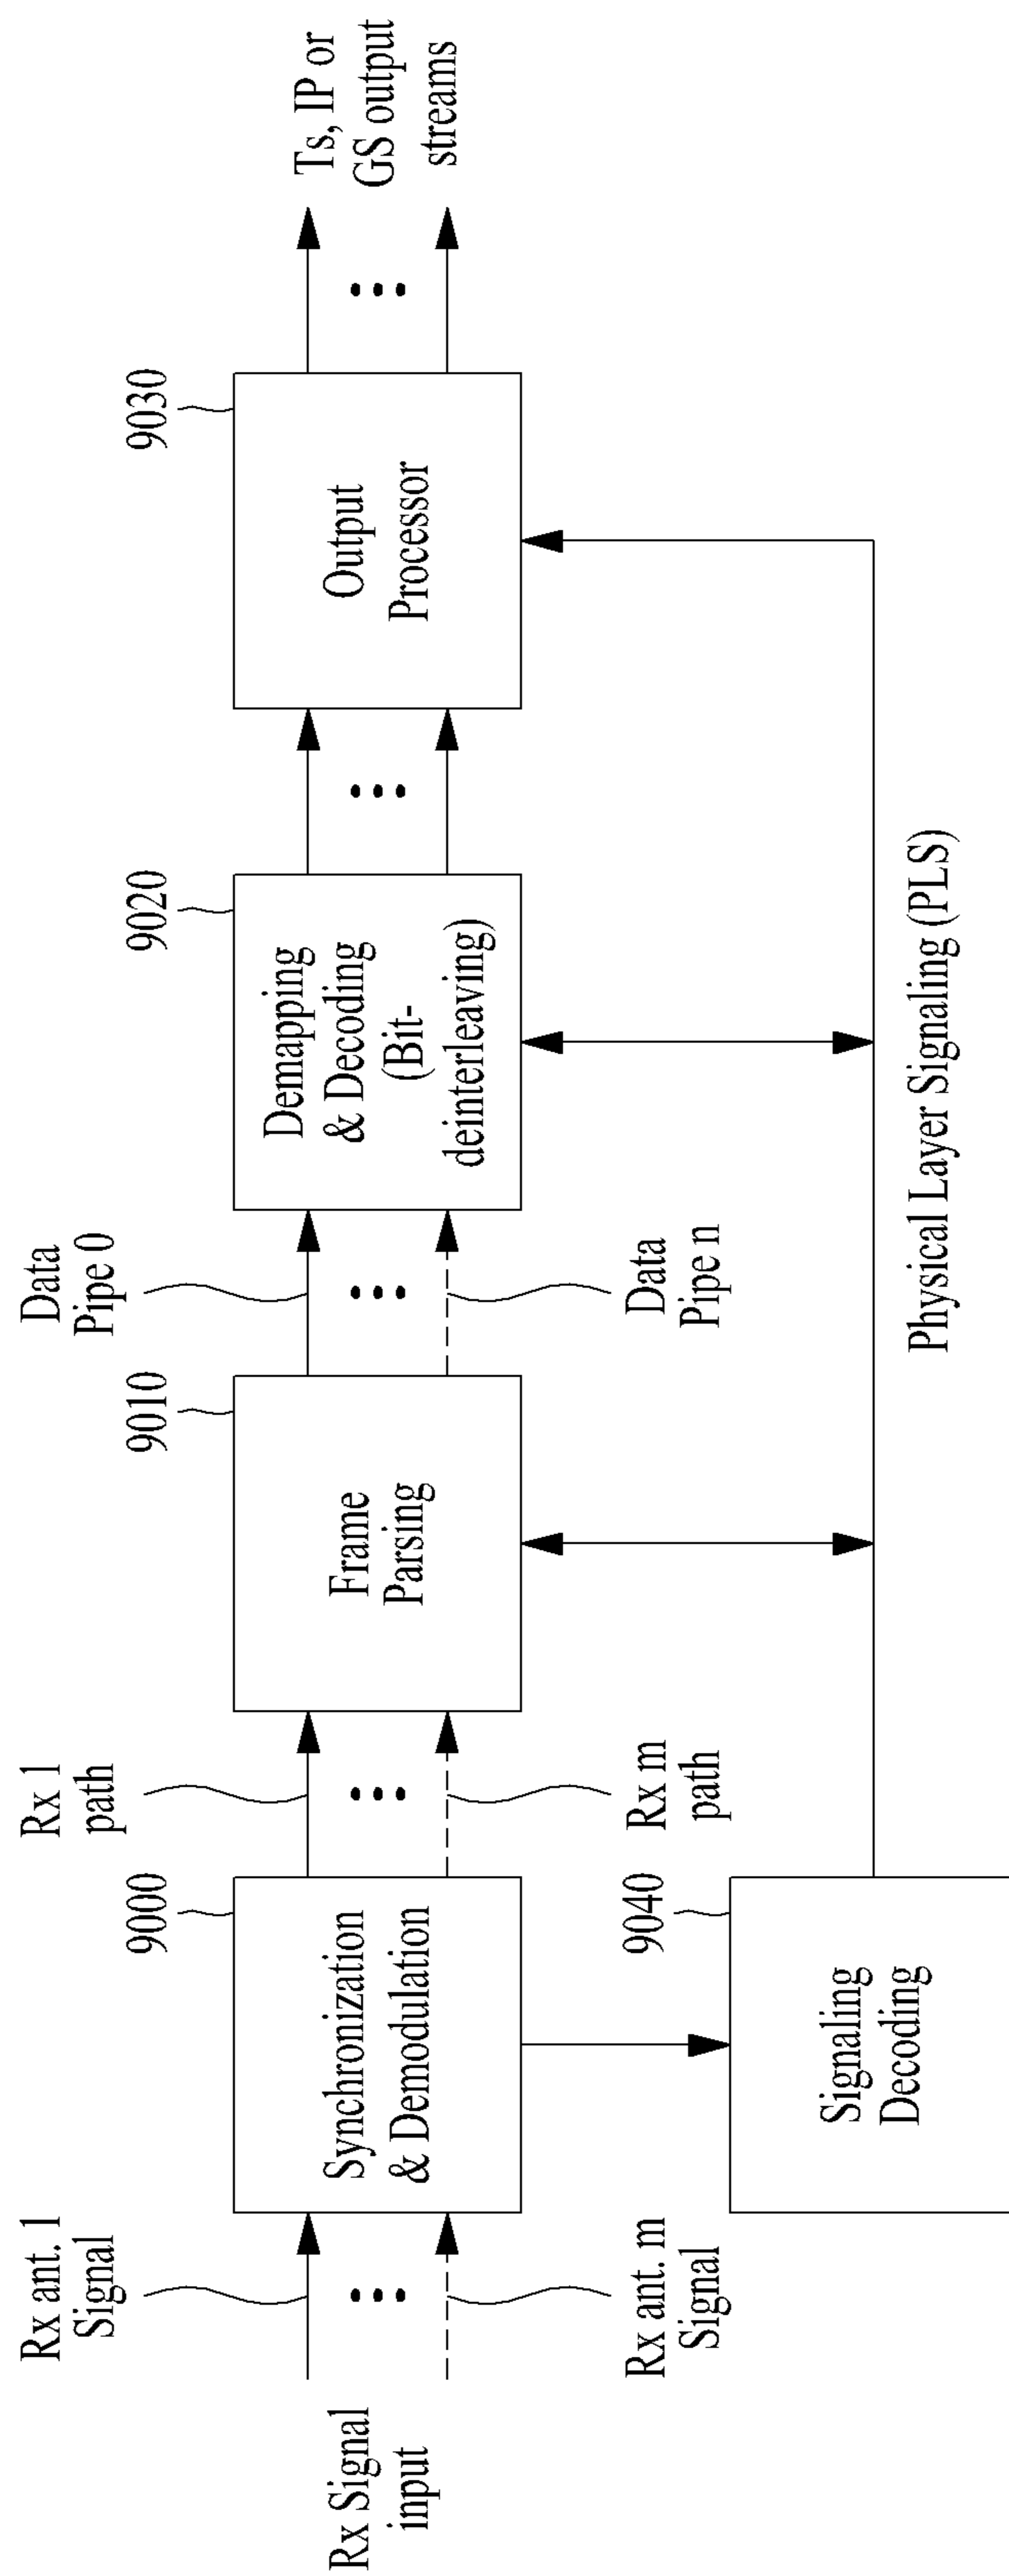 Rx Signal
input
Rx ant. 1
Signal
Rx ant. m
Signal
9000
Synchronization
& Demodulation
Rx 1
path
Rx m
path
9040
Signaling
Decoding
9010
Frame
Parsing
Data
Pipe 0
Data
Pipe n
9020
Demapping
& Decoding
(Bit-
deinterleaving)
9030
Output
Processor
Ts, IP or
GS output
streams
Physical Layer Signaling (PLS)